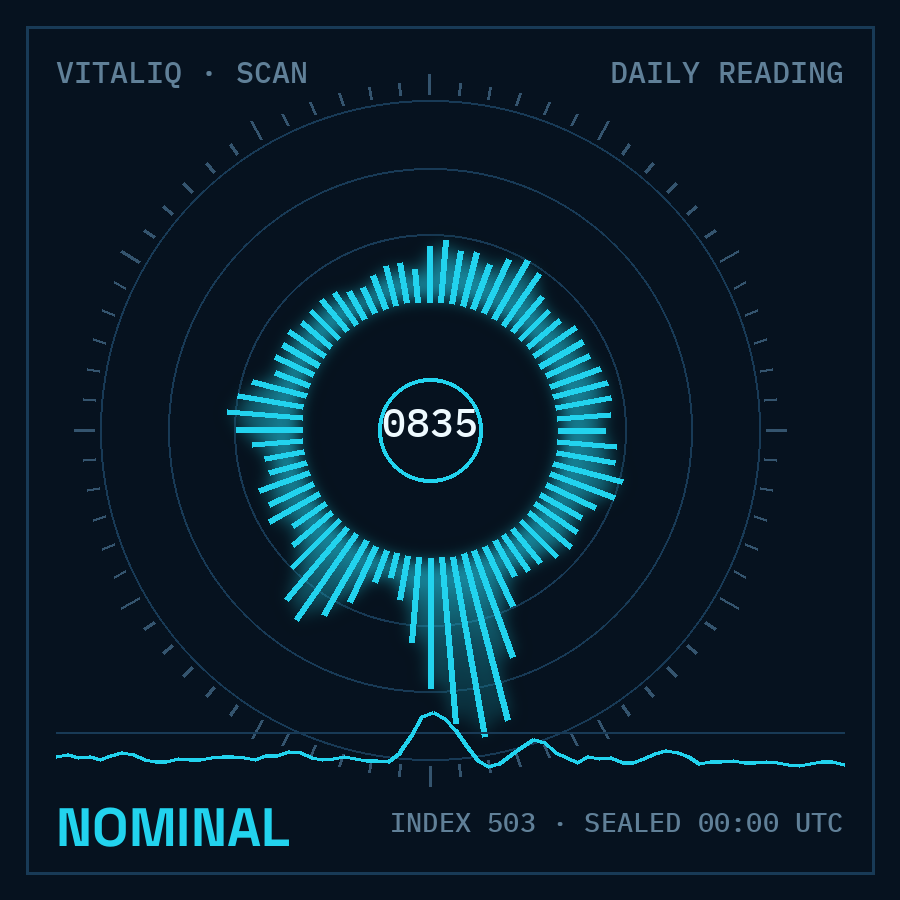 VITALIQ · SCAN
DAILY READING
0835
NOMINAL
INDEX 503 · SEALED 00:00 UTC